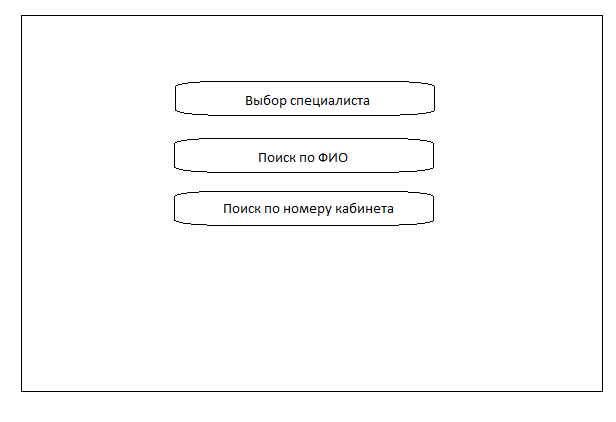 Выбор специалиста
Поиск по ФИО
Поиск по номеру кабинета